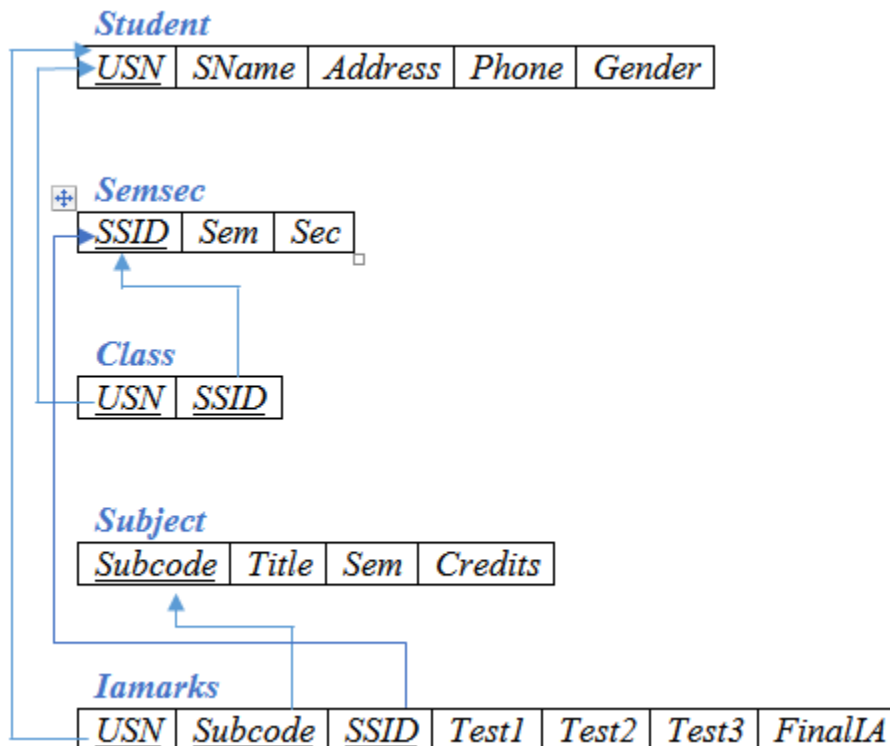 Student
USN SName Address Phone Gender
Semsec
SSID Sem Sec
Class
USN SSID
Subject
Subcode Title Sem Credits
Iamarks
USN Subcode SSID Test1 Test2 Test3 FinalIA